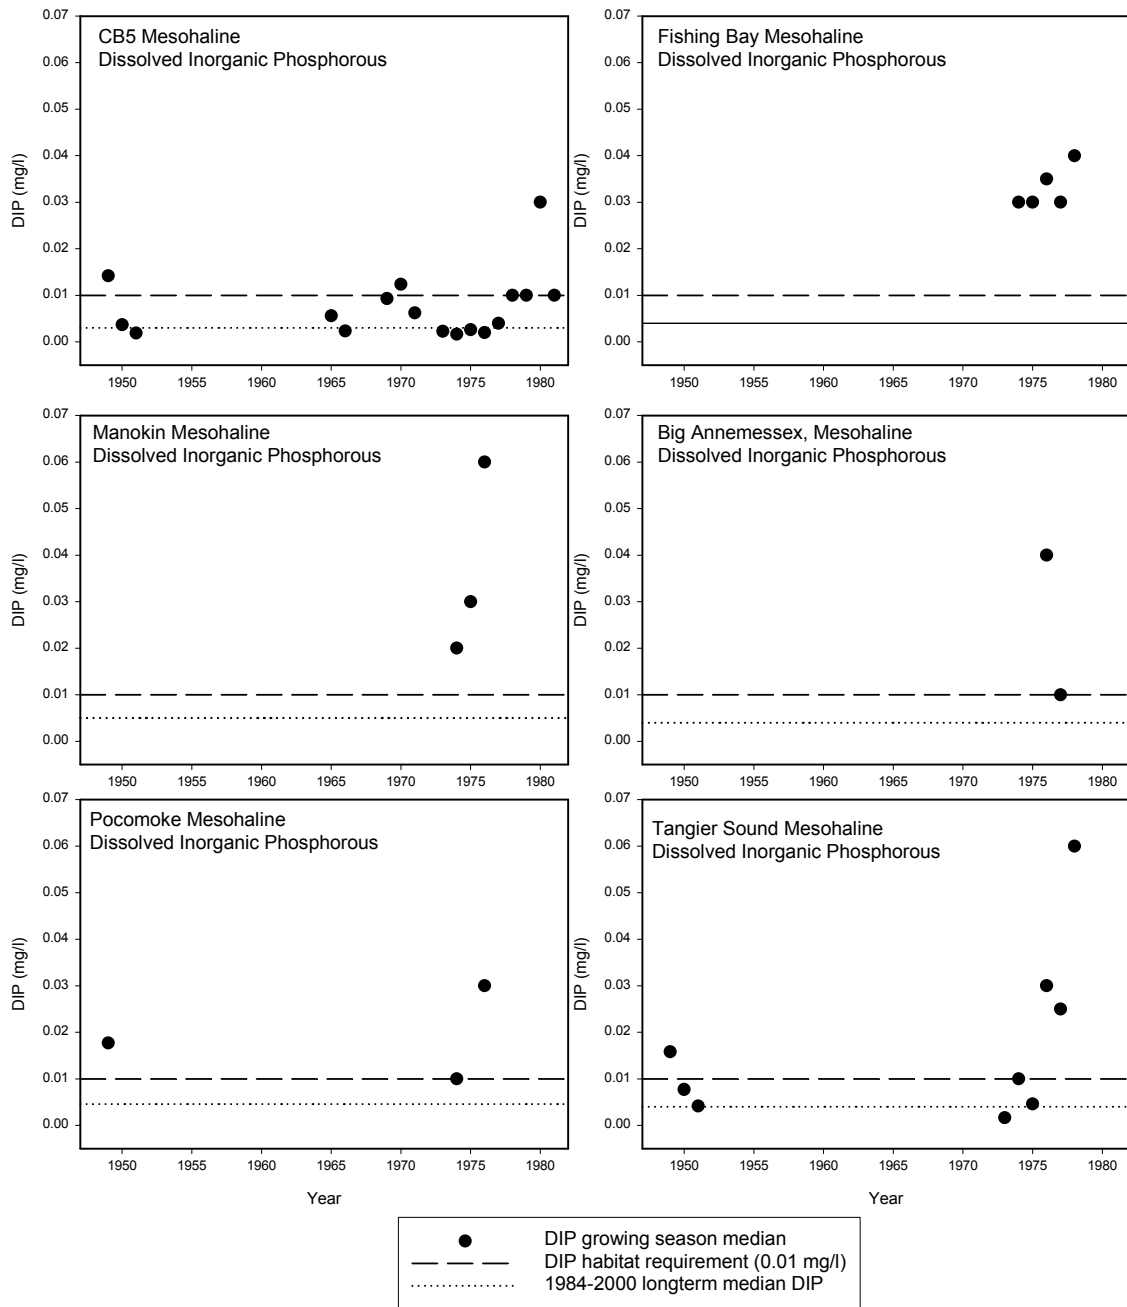 CB5 Mesohaline
Dissolved Inorganic Phosphorous
DIP (mg/l)
0.07
0.06
0.05
0.04
0.03
0.02
0.01
0.00
1950 1955 1960 1965 1970 1975 1980
Fishing Bay Mesohaline
Dissolved Inorganic Phosphorous
DIP (mg/l)
0.07
0.06
0.05
0.04
0.03
0.02
0.01
0.00
1950 1955 1960 1965 1970 1975 1980
Manokin Mesohaline
Dissolved Inorganic Phosphorous
DIP (mg/l)
0.07
0.06
0.05
0.04
0.03
0.02
0.01
0.00
1950 1955 1960 1965 1970 1975 1980
Big Annemessex, Mesohaline
Dissolved Inorganic Phosphorous
DIP (mg/l)
0.07
0.06
0.05
0.04
0.03
0.02
0.01
0.00
1950 1955 1960 1965 1970 1975 1980
Pocomoke Mesohaline
Dissolved Inorganic Phosphorous
DIP (mg/l)
0.07
0.06
0.05
0.04
0.03
0.02
0.01
0.00
1950 1955 1960 1965 1970 1975 1980
Year
Tangier Sound Mesohaline
Dissolved Inorganic Phosphorous
DIP (mg/l)
0.07
0.06
0.05
0.04
0.03
0.02
0.01
0.00
1950 1955 1960 1965 1970 1975 1980
Year
DIP growing season median
DIP habitat requirement (0.01 mg/l)
1984-2000 longterm median DIP